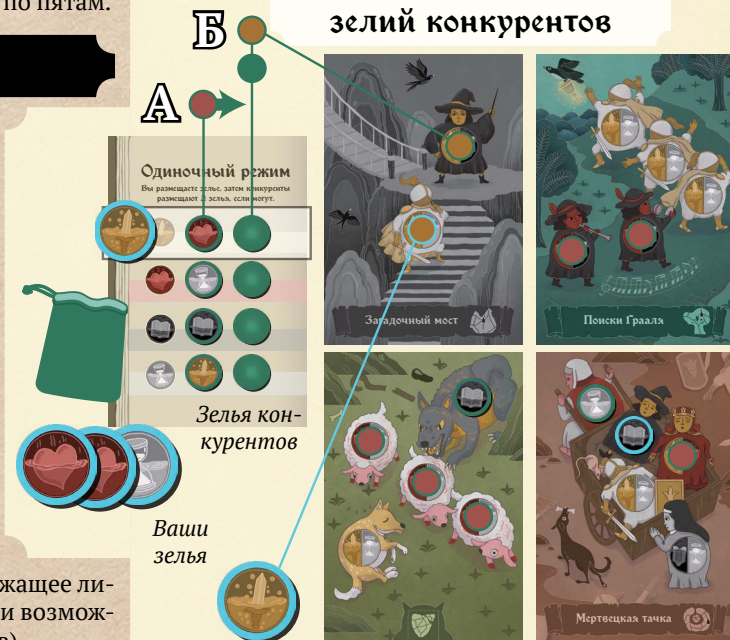 по пятам.
зелий конкурентов
Б
А
Одиночный режим
Вы размещаете зелье, затем конкуренты
размещают 2 зелья, если могут.
Загадочный мост
Поиски Грааля
Зелья кон-
курентов
Ваши
зелья
Мертвецкая тачка
жащее ли-
и возмож-